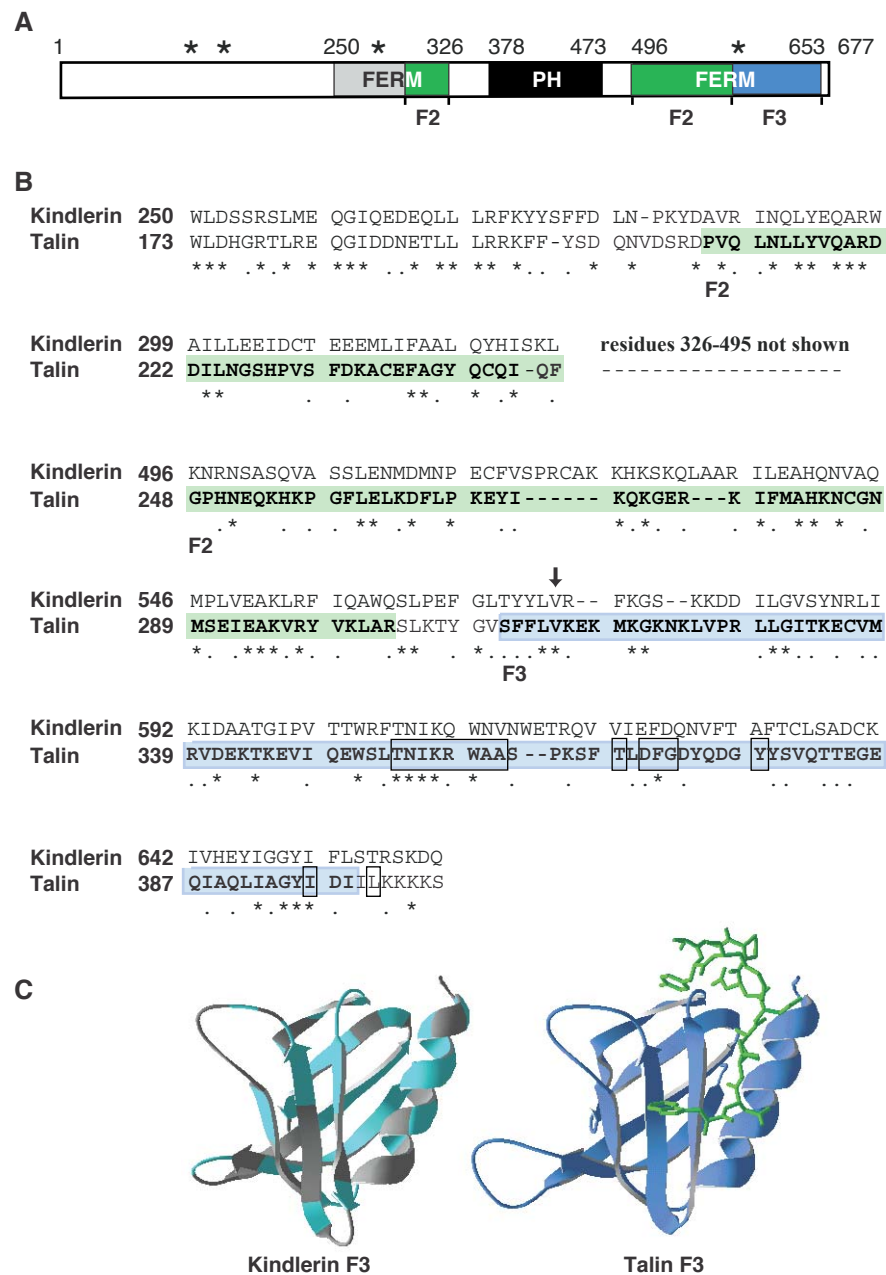 A
1 * * 250 * 326 378 473 496 * 653 677
FERM PH FERM
F2 F2 F3
B
Kindlerin 250 WLDSSRSLME QGIQEDEQLL LRFKYYSFFD LN-PKYDAVR INQLYEQARW
Talin 173 WLDHGRTLRE QGIDDNETLL LRRKFF-YSD QNVDSRDPVQ LNLLYVQARD
*** .*.* . *** ..* ** ** *.. . * * *. . .* ** ***
F2
299 AILLEEIDCT EEEMLIFAAL QYHISKL residues 326-495 not shown
Kindlerin
Talin 222 DILNGSHPVS FDKACEFAGY QCQI-QF -------------------
** . . ** . * . * .
Kindlerin 496 KNRNSASQVA SSLENMDMNP ECFVSPRCAK KHKSKQLAAR ILEAHQNVAQ
Talin 248 GPHNEQKHKP GFLELKDFLP KEYI------ KQKGER---K IFMAHKNCGN
.* . . ** * * .. *.*. . *. ** * .
F2
Kindlerin 546 MPLVEAKLRF IQAWQSLPEF GLTYYLVR-- FKGS--KKDD ILGVSYNRLI
Talin 289 MSEIEAKVRY VKLARSLKTY GVSFFLVKEK MKGKNKLVPR LLGITKECVM
*. .***.*. . . ** . *....**. ** .**.. ..
F3
Kindlerin 592 KIDAATGIPV TTWRFTNIKQ WNVNWETRQV VIEFDQNVFT AFTCLSADCK
Talin 339 RVDEKTKEVI QEWSLTNIKR WAAS--PKSF TLDFGDYQDG YYSVQTTEGE
..* * . * .****. * . . .* . . ...
Kindlerin 642 IVHEYIGGYI FLSTRSKDQ
Talin 387 QIAQLIAGYI DIILKKKKS
. . *.*** . . *
C
Kindlerin F3 Talin F3